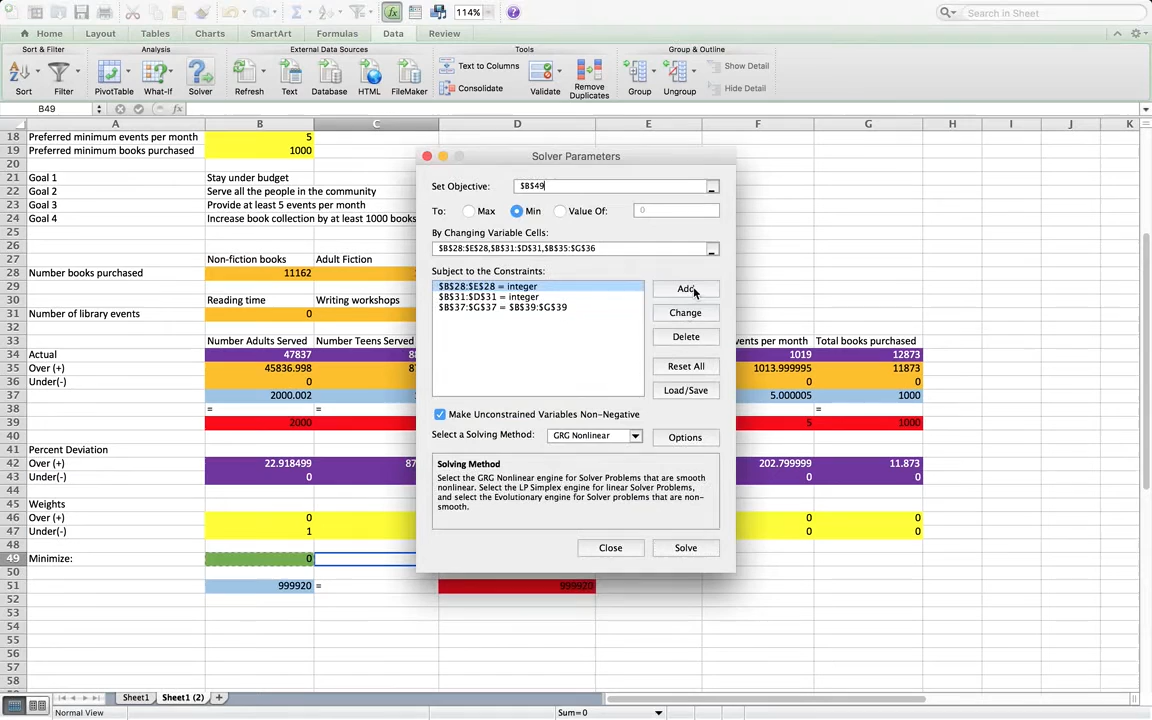 114%
Search in Sheet
Home Layout Tables Charts SmartArt Formulas Data Review
Sort & Filter Analysis External Data Sources Tools Group & Outline
Sort Filter PivotTable What-If Solver Refresh Text Database HTML FileMaker Text to Columns Consolidate Validate Remove Duplicates Group Ungroup Show Detail Hide Detail
B49 fx
A B C D E F G H I J K
18 Preferred minimum events per month 5
19 Preferred minimum books purchased 1000
20
21 Goal 1 Stay under budget
22 Goal 2 Serve all the people in the community
23 Goal 3 Provide at least 5 events per month
24 Goal 4 Increase book collection by at least 1000 books
25
26
27 Non-fiction books Adult Fiction
28 Number books purchased 11162
29
30 Reading time Writing workshops
31 Number of library events 0
32
33 Number Adults Served Number Teens Served vents per month Total books purchased
34 Actual 47837 88 1019 12873
35 Over (+) 45836.998 87 1013.999995 11873
36 Under(-) 0 0 0
37 2000.002 5.000005 1000
38 = = =
39 2000 5 1000
40
41 Percent Deviation
42 Over (+) 22.918499 87 202.799999 11.873
43 Under(-) 0 0 0
44
45 Weights
46 Over (+) 0 0 0
47 Under(-) 1 0 0
48
49 Minimize: 0
50
51 999920 = 999920
52
53
54
55
56
57
58
Solver Parameters
Set Objective: $B$49
To: Max Min Value Of: 0
By Changing Variable Cells:
$B$28:$E$28,$B$31:$D$31,$B$35:$G$36
Subject to the Constraints:
$B$28:$E$28 = integer
$B$31:$D$31 = integer
$B$37:$G$37 = $B$39:$G$39
Add
Change
Delete
Reset All
Load/Save
Make Unconstrained Variables Non-Negative
Select a Solving Method: GRG Nonlinear Options
Solving Method
Select the GRG Nonlinear engine for Solver Problems that are smooth
nonlinear. Select the LP Simplex engine for linear Solver Problems,
and select the Evolutionary engine for Solver problems that are non-
smooth.
Close Solve
Sheet1 Sheet1 (2) +
Normal View Sum=0